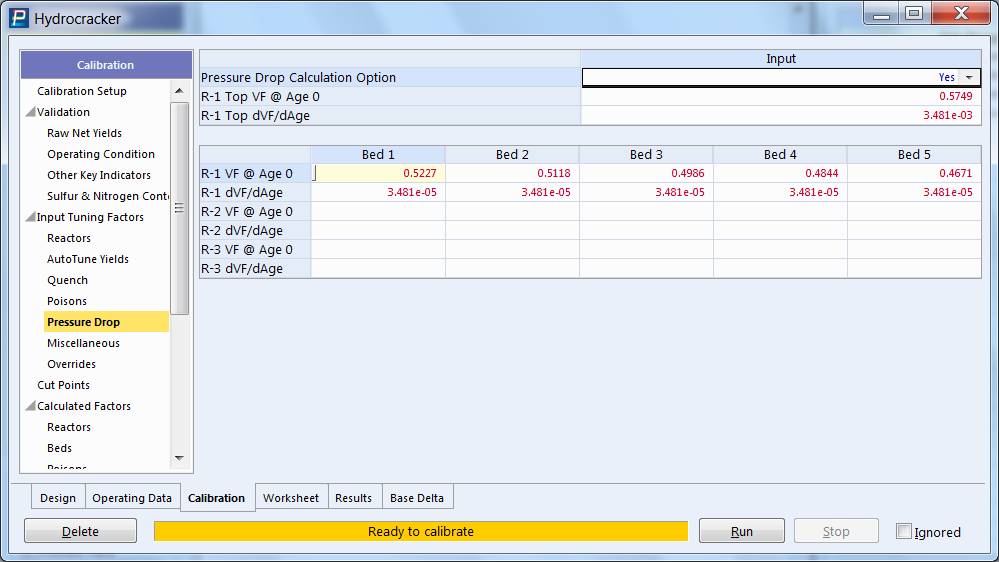 Hydrocracker
Calibration
Calibration Setup
Validation
Raw Net Yields
Operating Condition
Other Key Indicators
Sulfur & Nitrogen Conte
Input Tuning Factors
Reactors
AutoTune Yields
Quench
Poisons
Pressure Drop
Miscellaneous
Overrides
Cut Points
Calculated Factors
Reactors
Beds
Poisons
Input
Pressure Drop Calculation Option Yes
R-1 Top VF @ Age 0 0.5749
R-1 Top dVF/dAge 3.481e-03
Bed 1 Bed 2 Bed 3 Bed 4 Bed 5
R-1 VF @ Age 0 0.5227 0.5118 0.4986 0.4844 0.4671
R-1 dVF/dAge 3.481e-05 3.481e-05 3.481e-05 3.481e-05 3.481e-05
R-2 VF @ Age 0
R-2 dVF/dAge
R-3 VF @ Age 0
R-3 dVF/dAge
Design Operating Data Calibration Worksheet Results Base Delta
Delete Ready to calibrate Run Stop Ignored